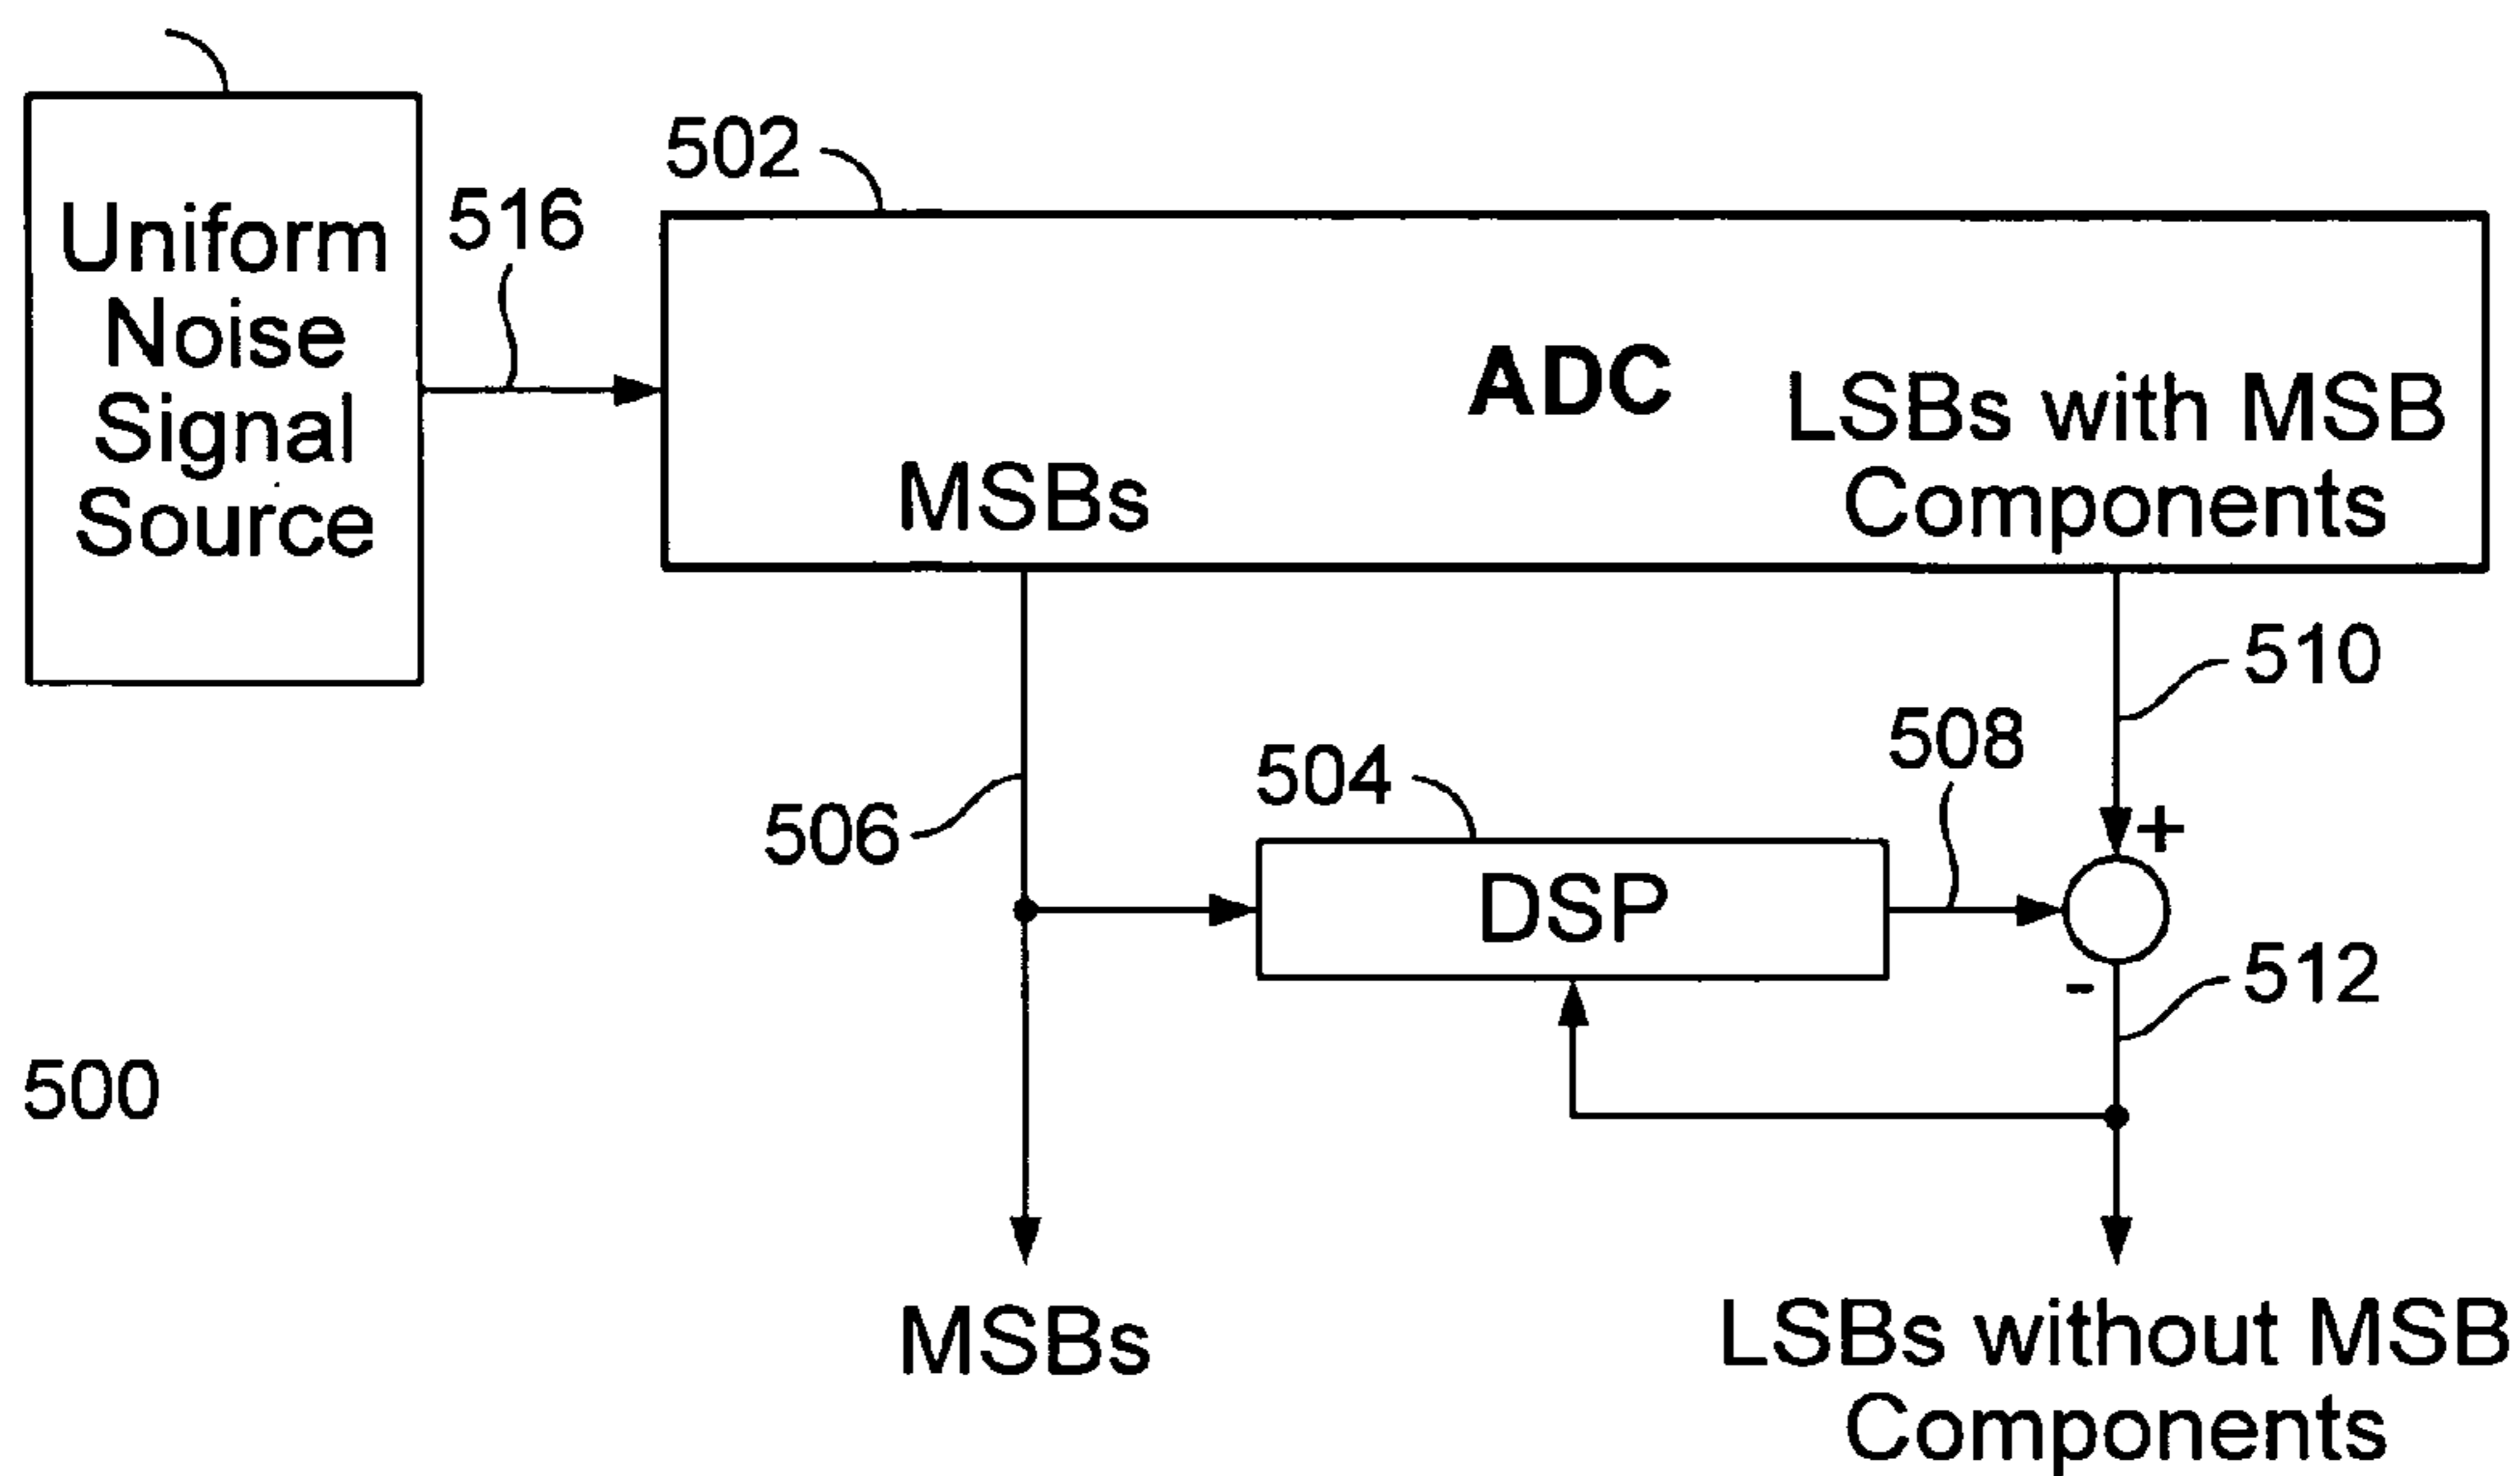 502
516
Uniform
Noise
Signal
Source
ADC
LSBs with MSB
Components
MSBs
510
508
504
506
+
DSP
-
512
500
MSBs
LSBs without MSB
Components